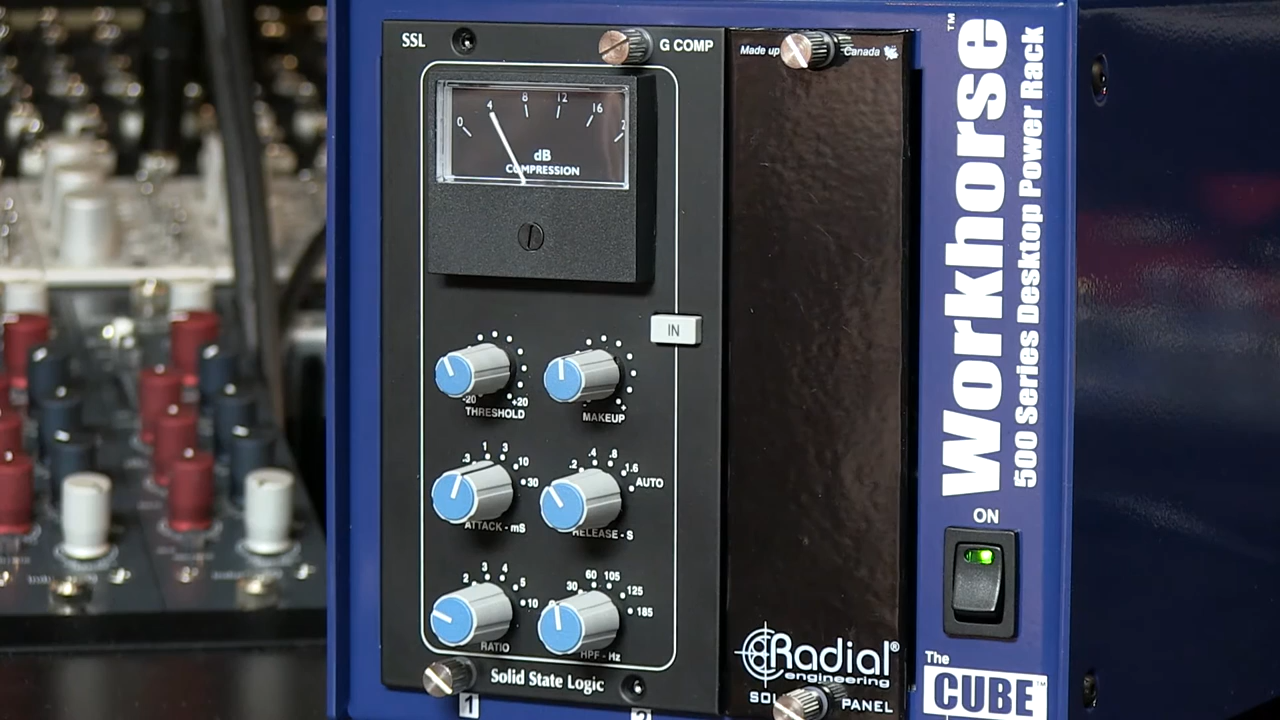 SSL
G COMP
0 4 8 12 16
dB
COMPRESSION
IN
-20 +20
THRESHOLD
+
MAKEUP
.3 1 3 10 30
ATTACK - mS
.2 .4 .8 1.6 AUTO
RELEASE - S
2 3 4 5 10
RATIO
30 60 105 125 185
HPF - Hz
Solid State Logic
1
2
Made
Canada
Radial®
engineering
PANEL
Workhorse™
500 Series Desktop Power Rack
ON
The
CUBE™